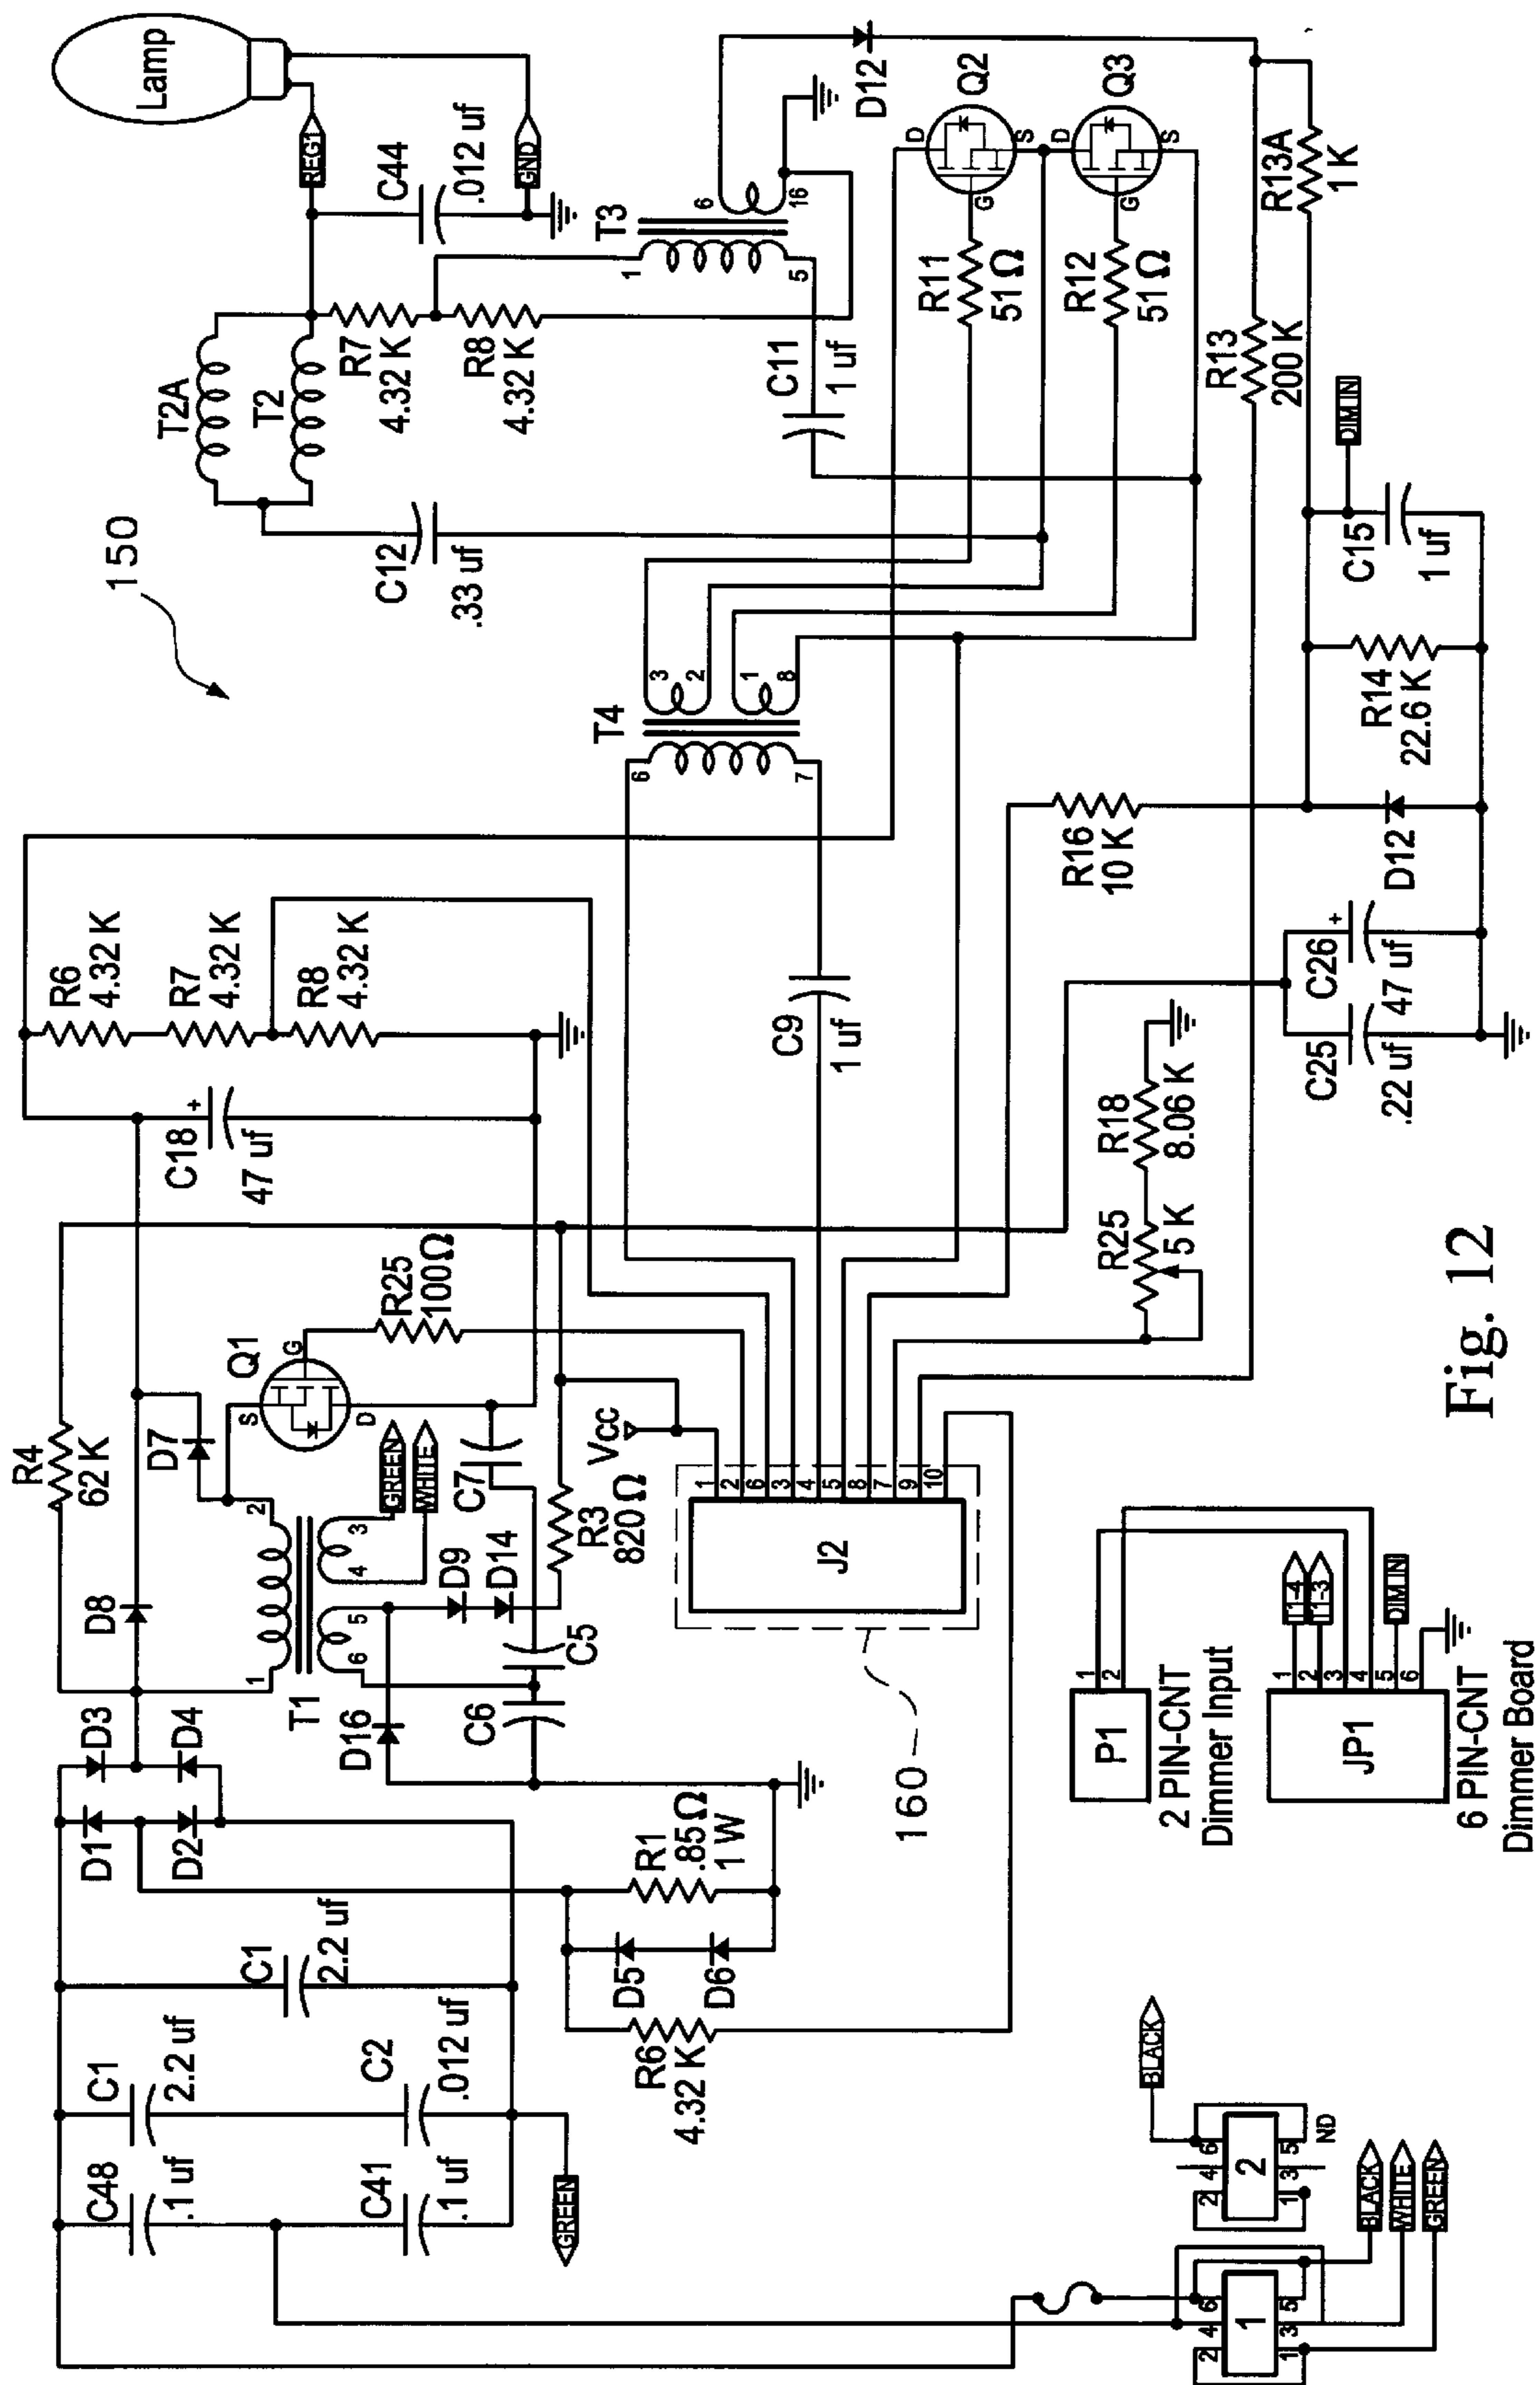 150
Lamp
REG1
C44
.012 uf
GND
T2A
T2
R7
4.32 K
R8
4.32 K
T3
1
5
6
16
D12
C12
.33 uf
C11
1 uf
Q2
D
S
G
Q3
D
S
G
R11
51 Ω
R12
51 Ω
R13A
1 K
R13
200 K
T4
3
2
1
8
6
7
R6
4.32 K
R7
4.32 K
R8
4.32 K
C18
+
47 uf
C9
1 uf
R16
10 K
DIM IN
C15
1 uf
R14
22.6 K
D12
C26
+
47 uf
C25
.22 uf
R18
8.06 K
R25
5 K
R4
62 K
D7
D8
Q1
S
G
D
R25
100 Ω
T1
1
2
3
4
5
6
GREEN
WHITE
C7
D9
D14
R3
820 Ω
Vcc
D16
C6
C5
D3
D4
D1
D2
C1
2.2 uf
C1
2.2 uf
C2
.012 uf
C48
.1 uf
C41
.1 uf
GREEN
R1
.85 Ω
1 W
D5
D6
R6
4.32 K
J2
1
2
6
3
4
5
8
7
9
10
160
P1
1
2
2 PIN-CNT
Dimmer Input
JP1
1
2
3
4
5
6
T1-4
T1-3
DIM IN
6 PIN-CNT
Dimmer Board
1
2
4
6
1
3
5
BLACK
WHITE
GREEN
2
2
4
6
1
3
5
ND
BLACK
Fig. 12